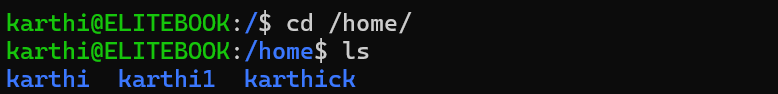 karthi@ELITEBOOK:/$ cd /home/
karthi@ELITEBOOK:/home$ ls
karthi  karthi1  karthick